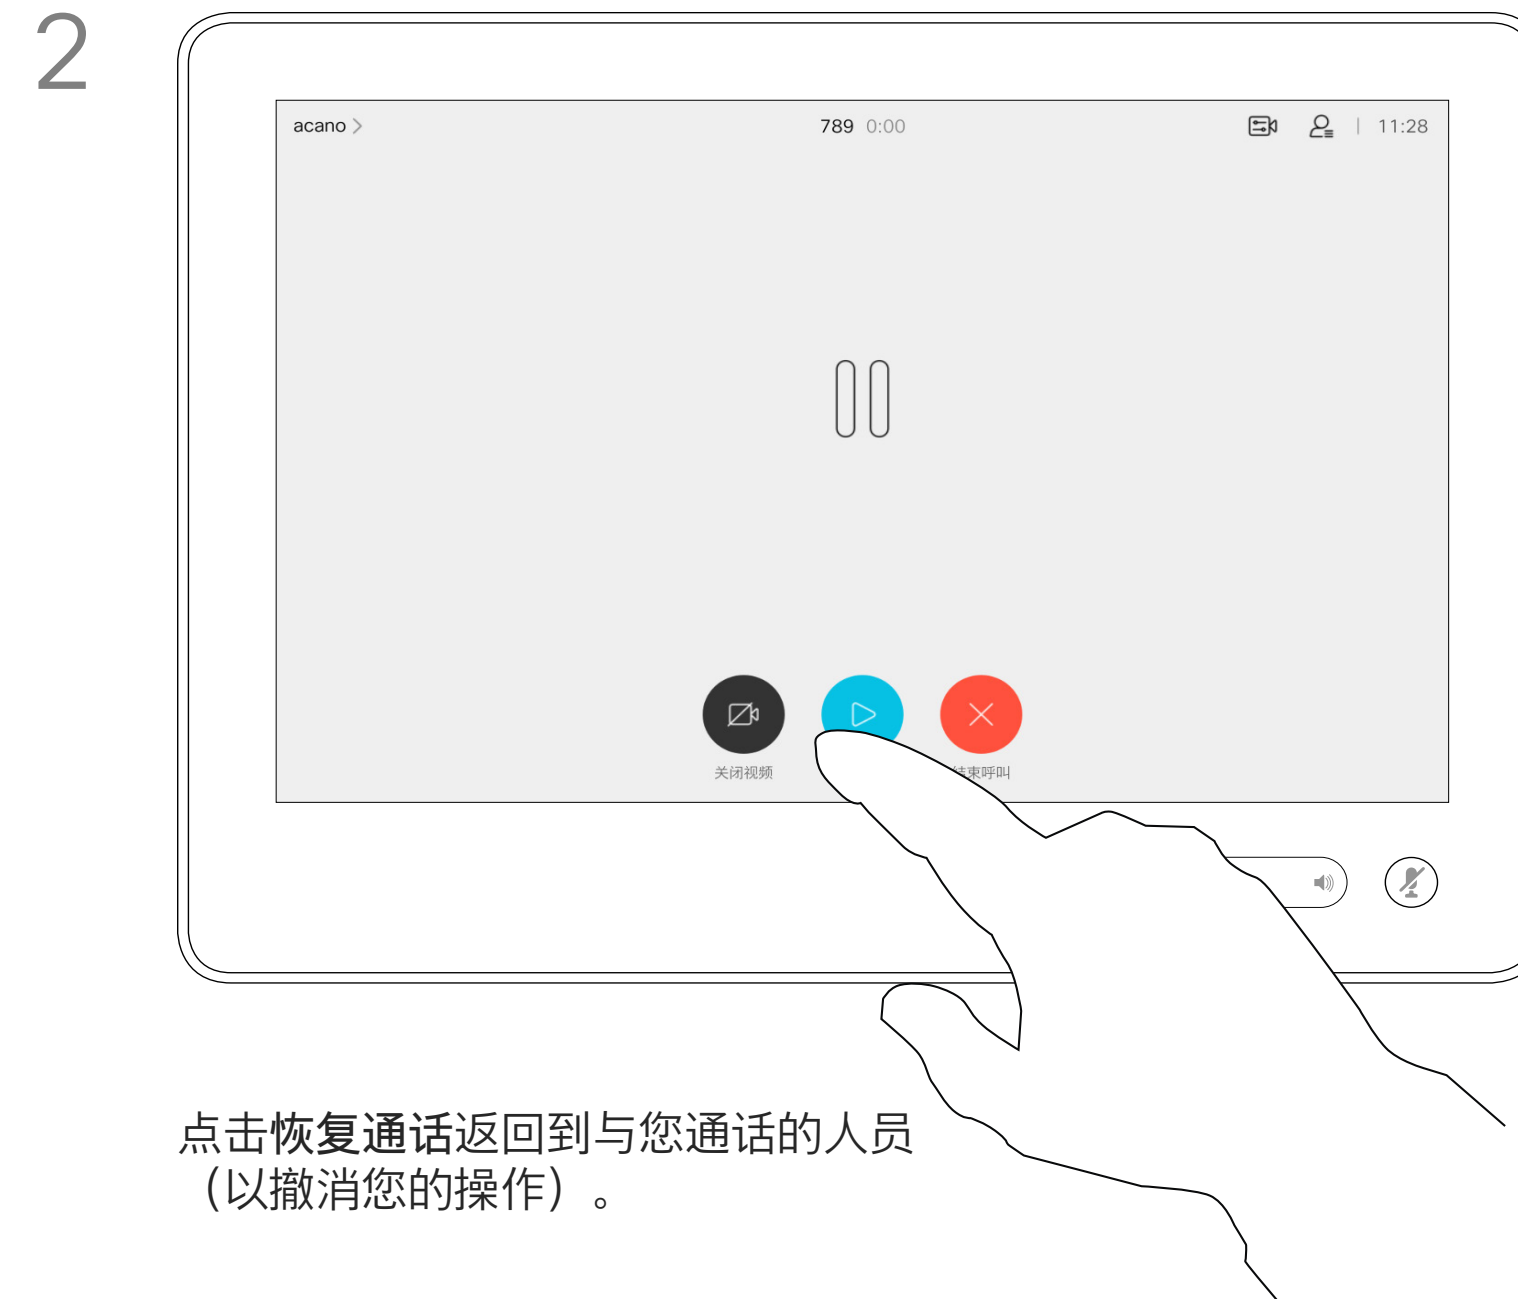 2
acano
789 0:00
11:28
关闭视频
结束呼叫
点击恢复通话返回到与您通话的人员
（以撤消您的操作）。